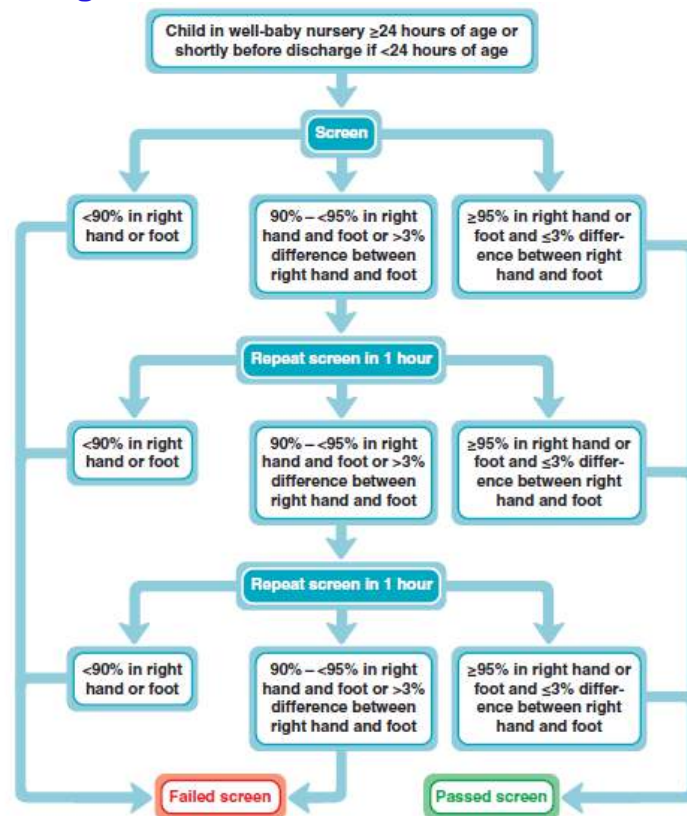 Child in well-baby nursery ≥24 hours of age or
shortly before discharge if <24 hours of age
Screen
<90% in right
hand or foot
90% – <95% in right
hand and foot or >3%
difference between
right hand and foot
≥95% in right hand or
foot and ≤3% differ-
ence between right
hand and foot
Repeat screen in 1 hour
<90% in right
hand or foot
90% – <95% in right
hand and foot or >3%
difference between
right hand and foot
≥95% in right hand or
foot and ≤3% differ-
ence between right
hand and foot
Repeat screen in 1 hour
<90% in right
hand or foot
90% – <95% in right
hand and foot or >3%
difference between
right hand and foot
≥95% in right hand or
foot and ≤3% differ-
ence between right
hand and foot
Failed screen
Passed screen